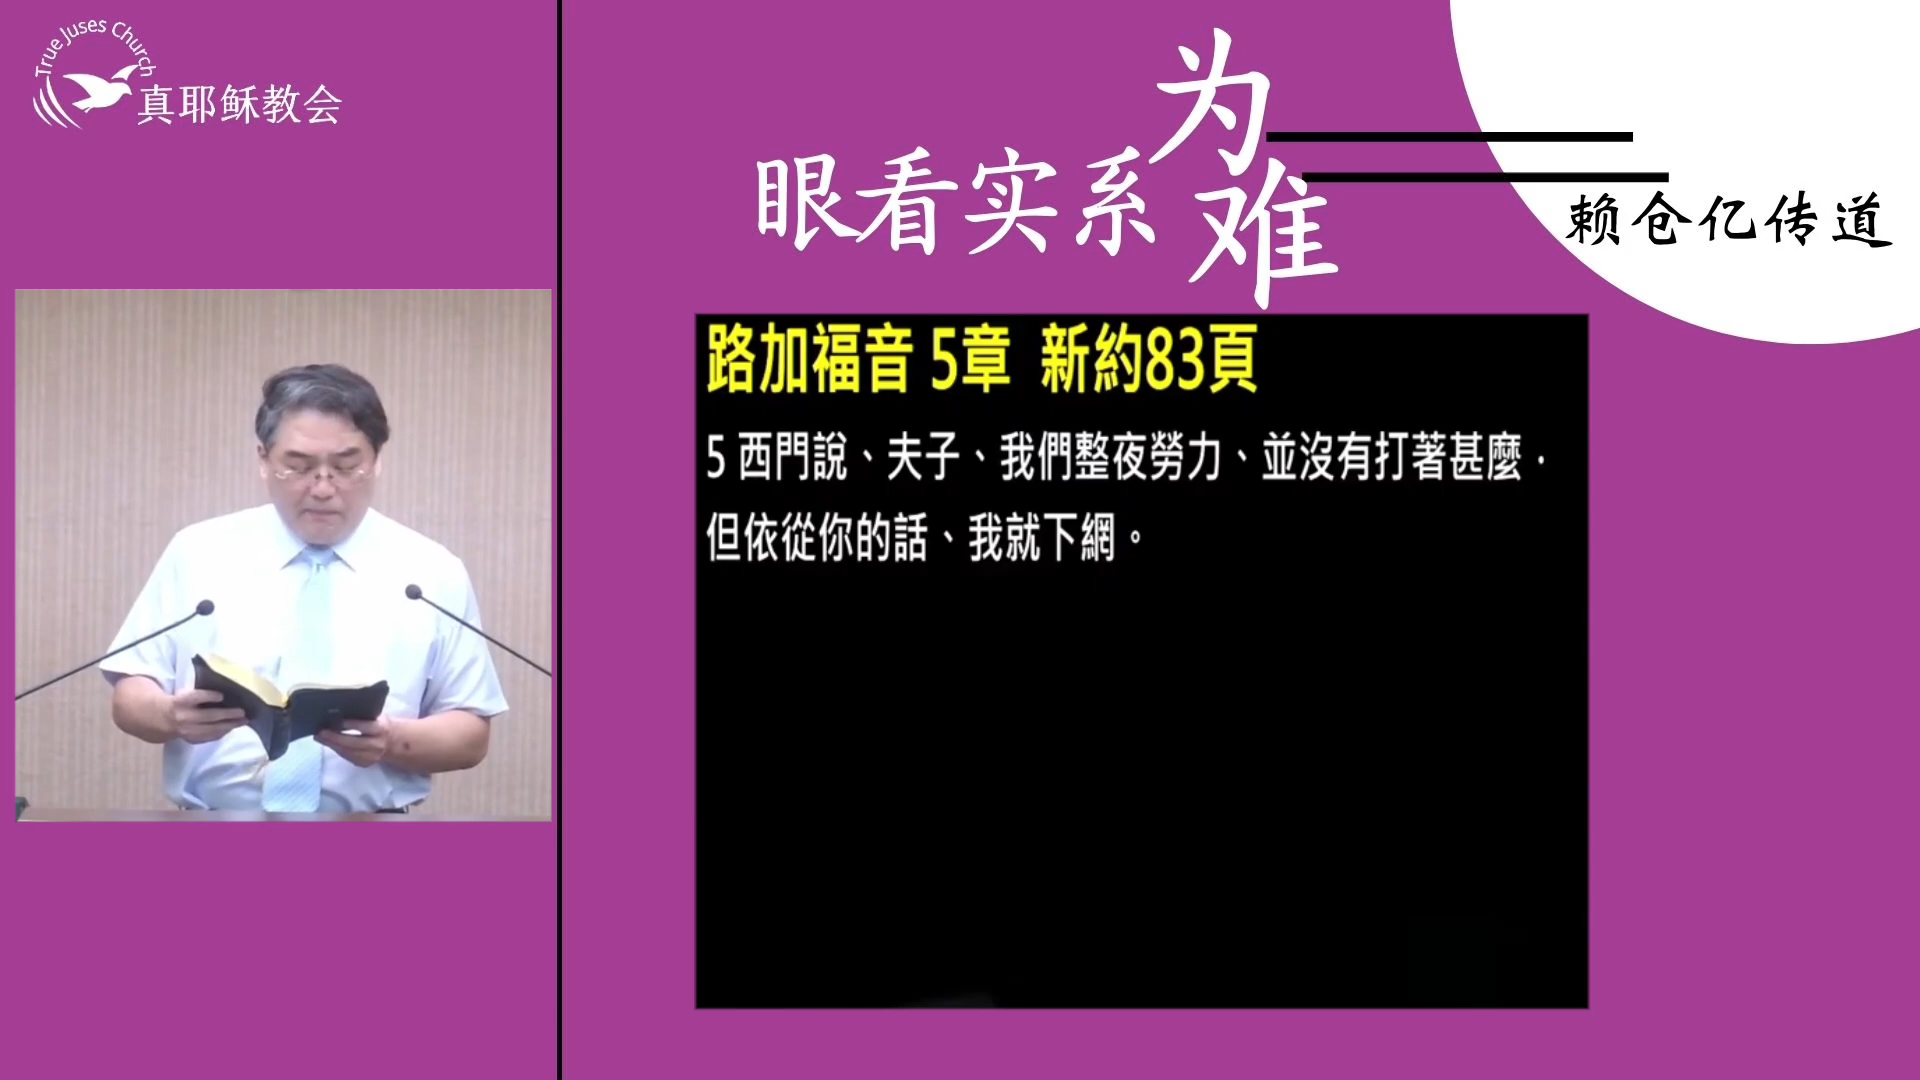 True Juses Church
真耶稣教会
眼看实系为难
赖仓亿传道
路加福音 5章 新約83頁
5 西門說、夫子、我們整夜勞力、並沒有打著甚麼．
但依從你的話、我就下網。